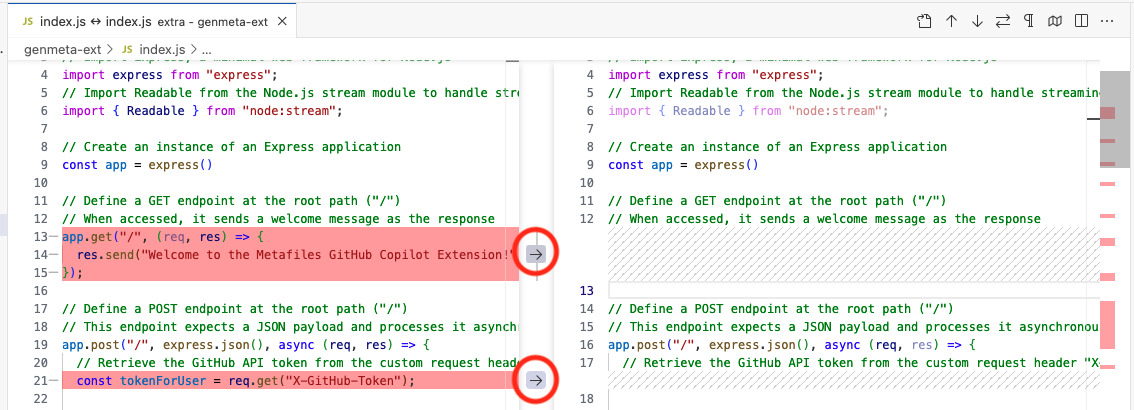 JS index.js ↔ index.js extra - genmeta-ext ×
genmeta-ext > JS index.js > ...
4 import express from "express";
5 // Import Readable from the Node.js stream module to handle
6 import { Readable } from "node:stream";
7
8 // Create an instance of an Express application
9 const app = express()
10
11 // Define a GET endpoint at the root path ("/")
12 // When accessed, it sends a welcome message as the response
13 app.get("/", (req, res) => {
14 res.send("Welcome to the Metafiles GitHub Copilot Extension!"
15 });
16
17 // Define a POST endpoint at the root path ("/")
18 // This endpoint expects a JSON payload and processes it
19 app.post("/", express.json(), async (req, res) => {
20 // Retrieve the GitHub API token from the custom request
21 const tokenForUser = req.get("X-GitHub-Token");
22
4 import express from "express";
5 // Import Readable from the Node.js stream module to handle
6 import { Readable } from "node:stream";
7
8 // Create an instance of an Express application
9 const app = express()
10
11 // Define a GET endpoint at the root path ("/")
12 // When accessed, it sends a welcome message as the response
13
14 // Define a POST endpoint at the root path ("/")
15 // This endpoint expects a JSON payload and processes it
16 app.post("/", express.json(), async (req, res) => {
17 // Retrieve the GitHub API token from the custom request header "X-
18